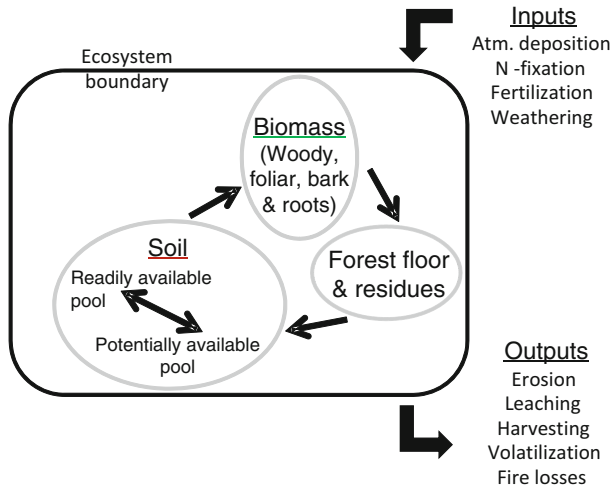 Inputs
Atm. deposition
N -fixation
Fertilization
Weathering
Ecosystem
boundary
Biomass
(Woody,
foliar, bark
& roots)
Soil
Readily available
pool
Potentially available
pool
Forest floor
& residues
Outputs
Erosion
Leaching
Harvesting
Volatilization
Fire losses